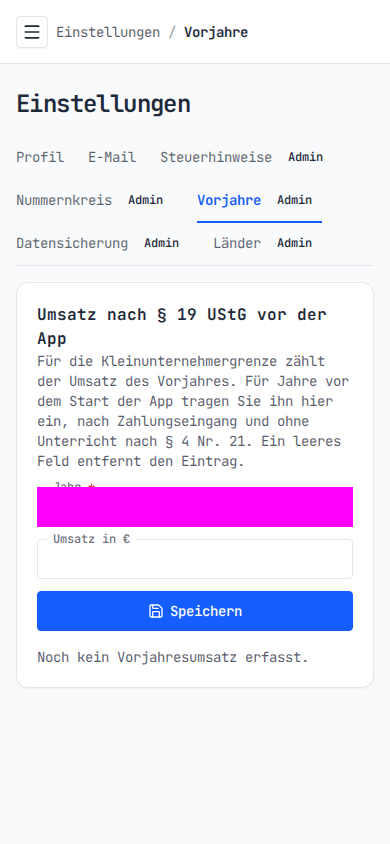 Einstellungen / Vorjahre
Einstellungen
Profil E-Mail Steuerhinweise Admin
Nummernkreis Admin Vorjahre Admin
Datensicherung Admin Länder Admin
Umsatz nach § 19 UStG vor der
App
Für die Kleinunternehmergrenze zählt
der Umsatz des Vorjahres. Für Jahre vor
dem Start der App tragen Sie ihn hier
ein, nach Zahlungseingang und ohne
Unterricht nach § 4 Nr. 21. Ein leeres
Feld entfernt den Eintrag.
Umsatz in €
Speichern
Noch kein Vorjahresumsatz erfasst.